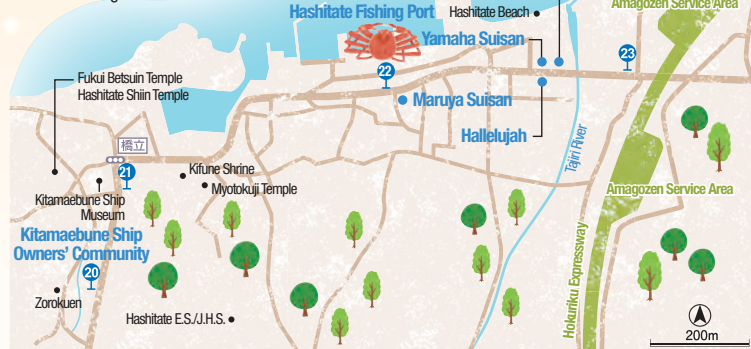 Hashitate Fishing Port
Hashitate Beach
Amagozen Service Area
Yamaha Suisan
22
23
Fukui Betsuin Temple
Hashitate Shiin Temple
Maruya Suisan
Hallelujah
橋立
Tajiri River
21
Kifune Shrine
Myotokuji Temple
Kitamaebune Ship
Museum
Amagozen Service Area
Kitamaebune Ship
Owners' Community
20
Zorokuen
Hashitate E.S./J.H.S.
Hokuriku Expressway
200m